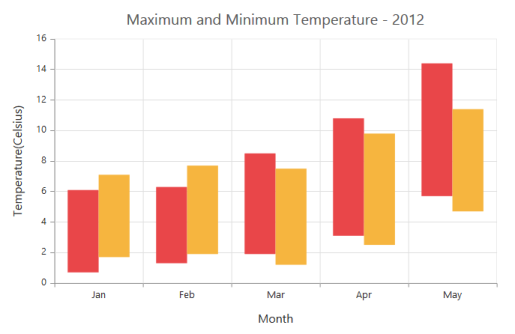 Maximum and Minimum Temperature - 2012
Temperature(Celsius)
16
14
12
10
8
6
4
2
0
Jan Feb Mar Apr May
Month